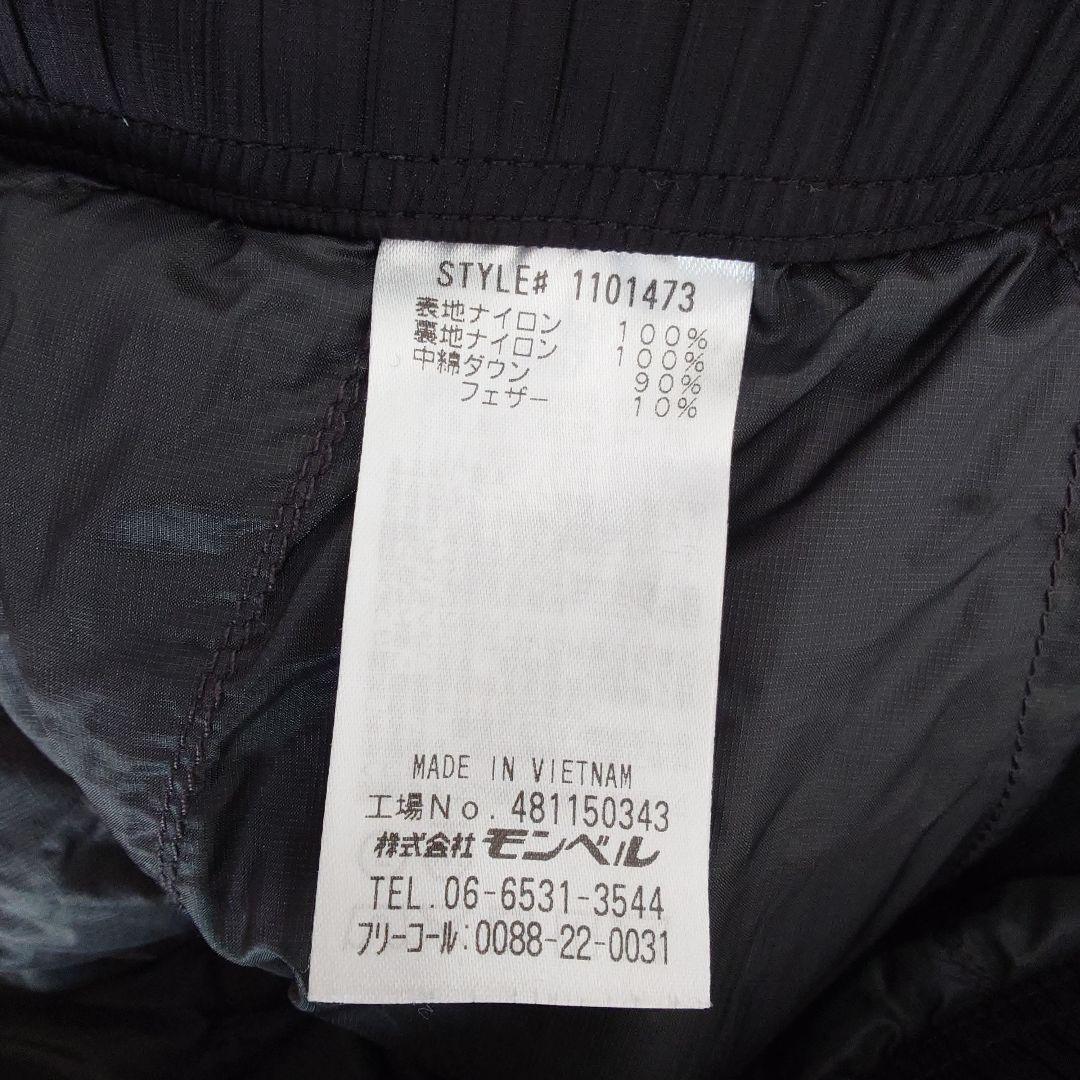 STYLE# 1101473
表地ナイロン 100%
裏地ナイロン 100%
中綿ダウン 90%
フェザー 10%
MADE IN VIETNAM
工場No. 481150343
株式会社モンベル
TEL.06-6531-3544
フリーコール:0088-22-0031